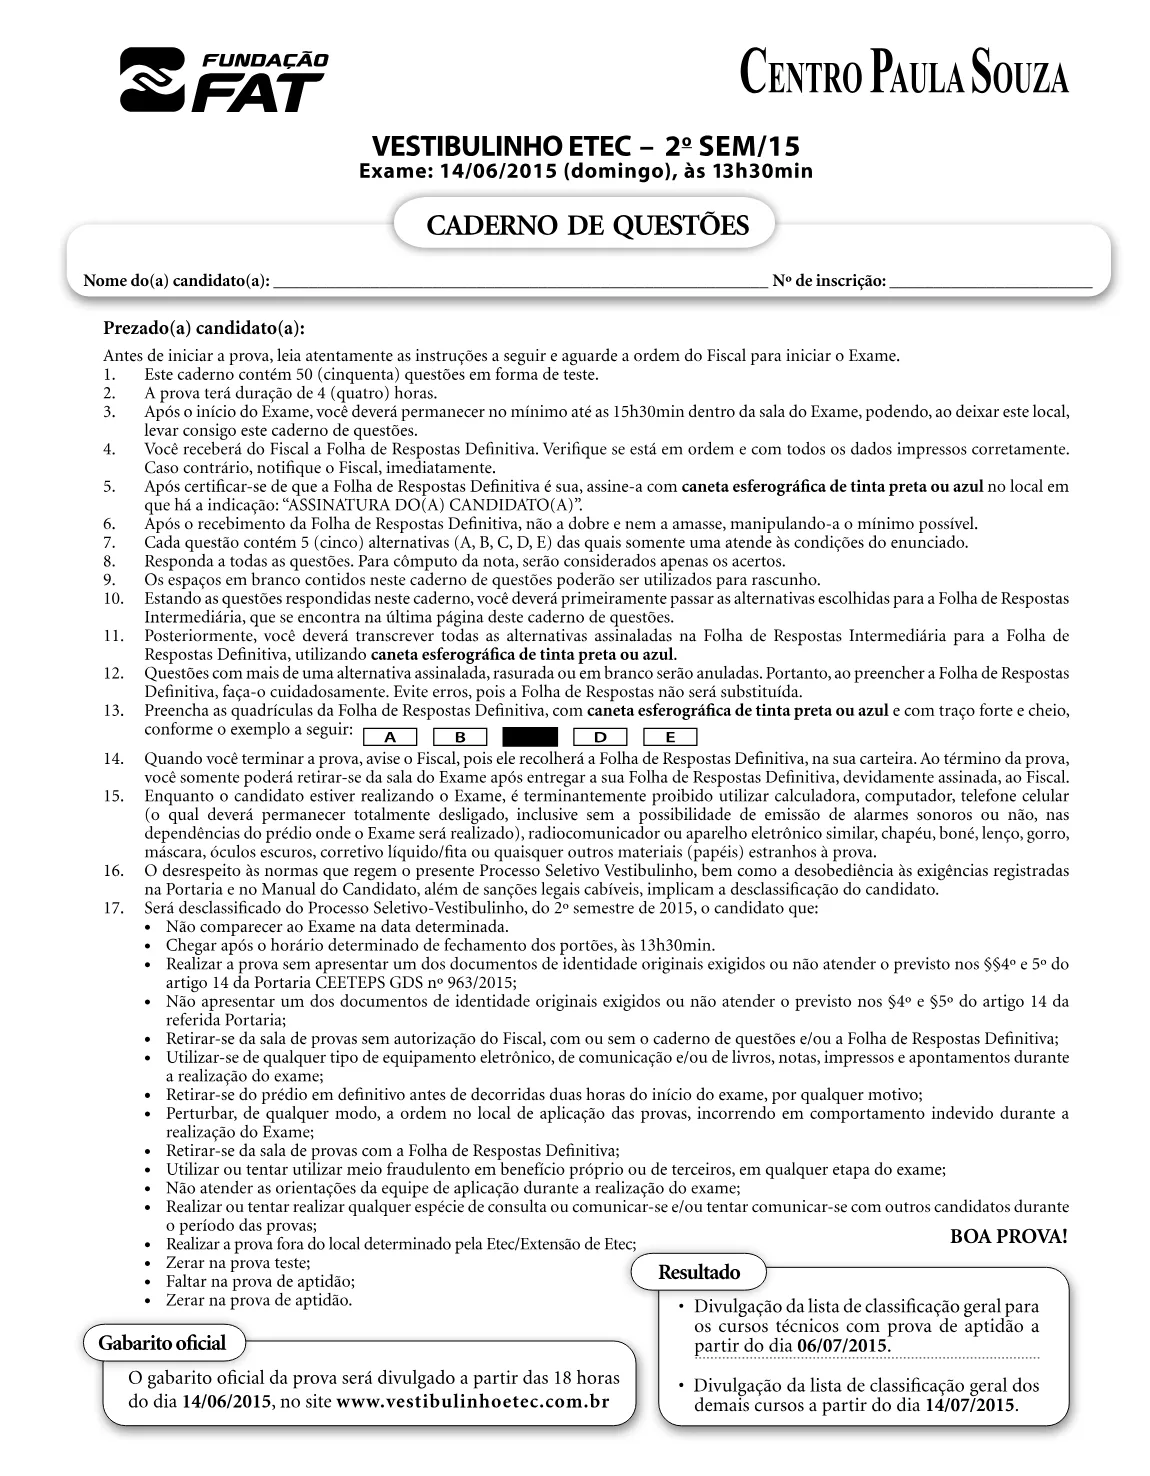 FUNDAÇÃO
FAT
CENTRO PAULA SOUZA
VESTIBULINHO ETEC – 2º SEM/15
Exame: 14/06/2015 (domingo), às 13h30min
CADERNO DE QUESTÕES
Nome do(a) candidato(a): ________________________________________________________ Nº de inscrição: _______________________
Prezado(a) candidato(a):
Antes de iniciar a prova, leia atentamente as instruções a seguir e aguarde a ordem do Fiscal para iniciar o Exame.
1. Este caderno contém 50 (cinquenta) questões em forma de teste.
2. A prova terá duração de 4 (quatro) horas.
3. Após o início do Exame, você deverá permanecer no mínimo até as 15h30min dentro da sala do Exame, podendo, ao deixar este local,
levar consigo este caderno de questões.
4. Você receberá do Fiscal a Folha de Respostas Definitiva. Verifique se está em ordem e com todos os dados impressos corretamente.
Caso contrário, notifique o Fiscal, imediatamente.
5. Após certificar-se de que a Folha de Respostas Definitiva é sua, assine-a com caneta esferográfica de tinta preta ou azul no local em
que há a indicação: “ASSINATURA DO(A) CANDIDATO(A)”.
6. Após o recebimento da Folha de Respostas Definitiva, não a dobre e nem a amasse, manipulando-a o mínimo possível.
7. Cada questão contém 5 (cinco) alternativas (A, B, C, D, E) das quais somente uma atende às condições do enunciado.
8. Responda a todas as questões. Para cômputo da nota, serão considerados apenas os acertos.
9. Os espaços em branco contidos neste caderno de questões poderão ser utilizados para rascunho.
10. Estando as questões respondidas neste caderno, você deverá primeiramente passar as alternativas escolhidas para a Folha de Respostas
Intermediária, que se encontra na última página deste caderno de questões.
11. Posteriormente, você deverá transcrever todas as alternativas assinaladas na Folha de Respostas Intermediária para a Folha de
Respostas Definitiva, utilizando caneta esferográfica de tinta preta ou azul.
12. Questões com mais de uma alternativa assinalada, rasurada ou em branco serão anuladas. Portanto, ao preencher a Folha de Respostas
Definitiva, faça-o cuidadosamente. Evite erros, pois a Folha de Respostas não será substituída.
13. Preencha as quadrículas da Folha de Respostas Definitiva, com caneta esferográfica de tinta preta ou azul e com traço forte e cheio,
conforme o exemplo a seguir: A B D E
14. Quando você terminar a prova, avise o Fiscal, pois ele recolherá a Folha de Respostas Definitiva, na sua carteira. Ao término da prova,
você somente poderá retirar-se da sala do Exame após entregar a sua Folha de Respostas Definitiva, devidamente assinada, ao Fiscal.
15. Enquanto o candidato estiver realizando o Exame, é terminantemente proibido utilizar calculadora, computador, telefone celular
(o qual deverá permanecer totalmente desligado, inclusive sem a possibilidade de emissão de alarmes sonoros ou não, nas
dependências do prédio onde o Exame será realizado), radiocomunicador ou aparelho eletrônico similar, chapéu, boné, lenço, gorro,
máscara, óculos escuros, corretivo líquido/fita ou quaisquer outros materiais (papéis) estranhos à prova.
16. O desrespeito às normas que regem o presente Processo Seletivo Vestibulinho, bem como a desobediência às exigências registradas
na Portaria e no Manual do Candidato, além de sanções legais cabíveis, implicam a desclassificação do candidato.
17. Será desclassificado do Processo Seletivo-Vestibulinho, do 2º semestre de 2015, o candidato que:
• Não comparecer ao Exame na data determinada.
• Chegar após o horário determinado de fechamento dos portões, às 13h30min.
• Realizar a prova sem apresentar um dos documentos de identidade originais exigidos ou não atender o previsto nos §§4º e 5º do
artigo 14 da Portaria CEETEPS GDS nº 963/2015;
• Não apresentar um dos documentos de identidade originais exigidos ou não atender o previsto nos §4º e §5º do artigo 14 da
referida Portaria;
• Retirar-se da sala de provas sem autorização do Fiscal, com ou sem o caderno de questões e/ou a Folha de Respostas Definitiva;
• Utilizar-se de qualquer tipo de equipamento eletrônico, de comunicação e/ou de livros, notas, impressos e apontamentos durante
a realização do exame;
• Retirar-se do prédio em definitivo antes de decorridas duas horas do início do exame, por qualquer motivo;
• Perturbar, de qualquer modo, a ordem no local de aplicação das provas, incorrendo em comportamento indevido durante a
realização do Exame;
• Retirar-se da sala de provas com a Folha de Respostas Definitiva;
• Utilizar ou tentar utilizar meio fraudulento em benefício próprio ou de terceiros, em qualquer etapa do exame;
• Não atender as orientações da equipe de aplicação durante a realização do exame;
• Realizar ou tentar realizar qualquer espécie de consulta ou comunicar-se e/ou tentar comunicar-se com outros candidatos durante
o período das provas;
• Realizar a prova fora do local determinado pela Etec/Extensão de Etec;
• Zerar na prova teste;
• Faltar na prova de aptidão;
• Zerar na prova de aptidão.
BOA PROVA!
Gabarito oficial
O gabarito oficial da prova será divulgado a partir das 18 horas
do dia 14/06/2015, no site www.vestibulinhoetec.com.br
Resultado
• Divulgação da lista de classificação geral para
os cursos técnicos com prova de aptidão a
partir do dia 06/07/2015.
• Divulgação da lista de classificação geral dos
demais cursos a partir do dia 14/07/2015.